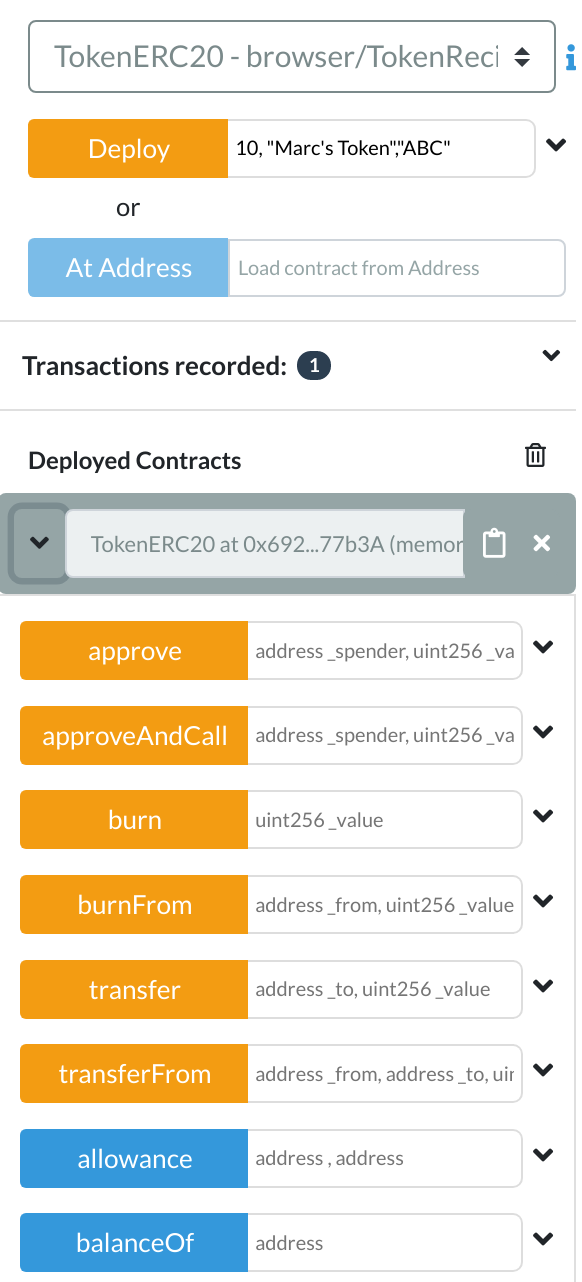 TokenERC20 - browser/TokenReci
Deploy 10, "Marc's Token","ABC"
or
At Address Load contract from Address
Transactions recorded: 1
Deployed Contracts
TokenERC20 at 0x692...77b3A (memor
approve address _spender, uint256 _va
approveAndCall address _spender, uint256 _va
burn uint256 _value
burnFrom address _from, uint256 _value
transfer address _to, uint256 _value
transferFrom address _from, address _to, uin
allowance address , address
balanceOf address